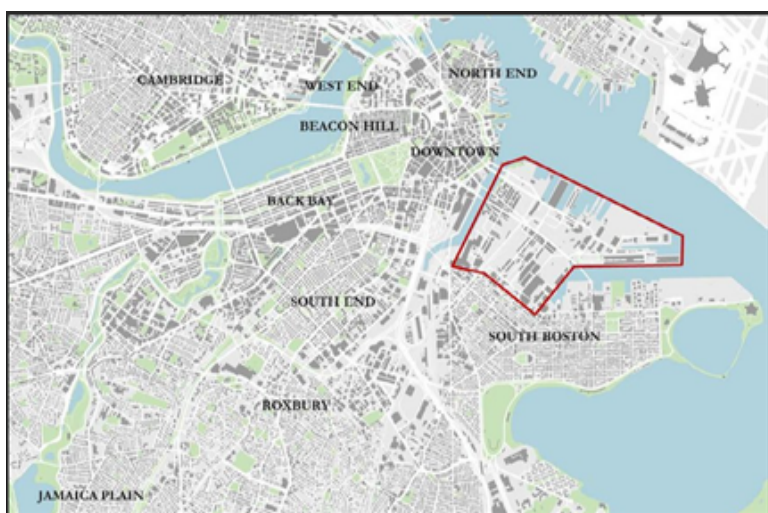 CAMBRIDGE
WEST END
NORTH END
BEACON HILL
DOWNTOWN
BACK BAY
SOUTH END
SOUTH BOSTON
ROXBURY
JAMAICA PLAIN